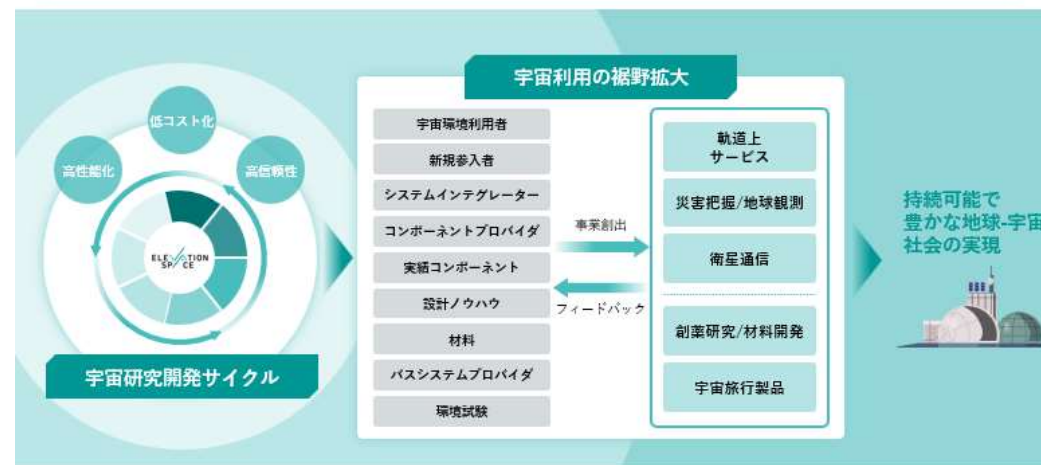 宇宙利用の裾野拡大
低コスト化
高性能化
高信頼性
ELEVATION
SPACE
宇宙研究開発サイクル
宇宙環境利用者
新規参入者
システムインテグレーター
コンポーネントプロバイダ
実績コンポーネント
設計ノウハウ
材料
バスシステムプロバイダ
環境試験
事業創出
フィードバック
軌道上
サービス
災害把握/地球観測
衛星通信
創薬研究/材料開発
宇宙旅行製品
持続可能で
豊かな地球-宇宙
社会の実現